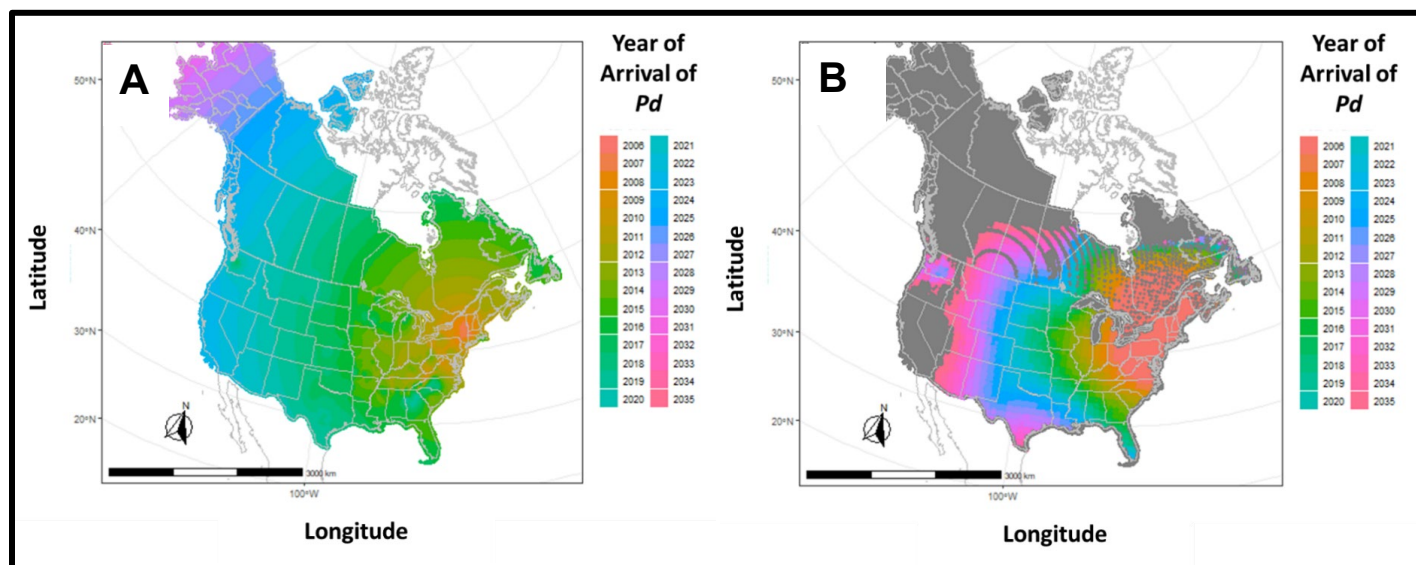 A
50°N
40°N
30°N
20°N
Latitude
N
3000 km
100°W
Longitude
Year of
Arrival of
Pd
2006 2021
2007 2022
2008 2023
2009 2024
2010 2025
2011 2026
2012 2027
2013 2028
2014 2029
2015 2030
2016 2031
2017 2032
2018 2033
2019 2034
2020 2035
B
50°N
40°N
30°N
20°N
Latitude
N
3000 km
100°W
Longitude
Year of
Arrival of
Pd
2006 2021
2007 2022
2008 2023
2009 2024
2010 2025
2011 2026
2012 2027
2013 2028
2014 2029
2015 2030
2016 2031
2017 2032
2018 2033
2019 2034
2020 2035